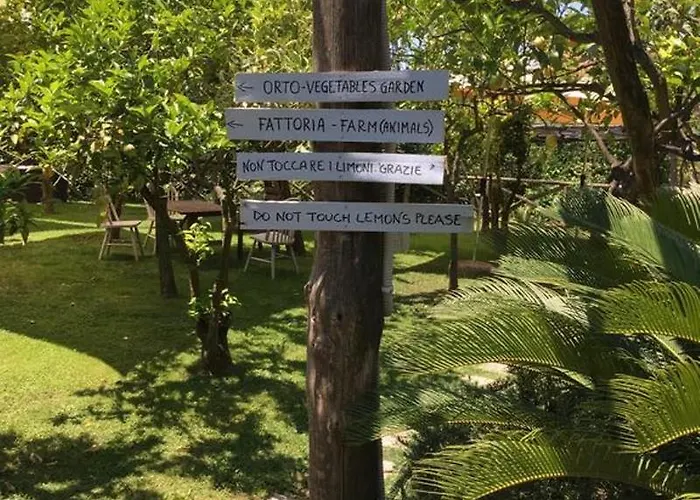 ← ORTO-VEGETABLES GARDEN
← FATTORIA - FARM (ANIMALS)
NON TOCCARE I LIMONI GRAZIE
DO NOT TOUCH LEMON'S PLEASE